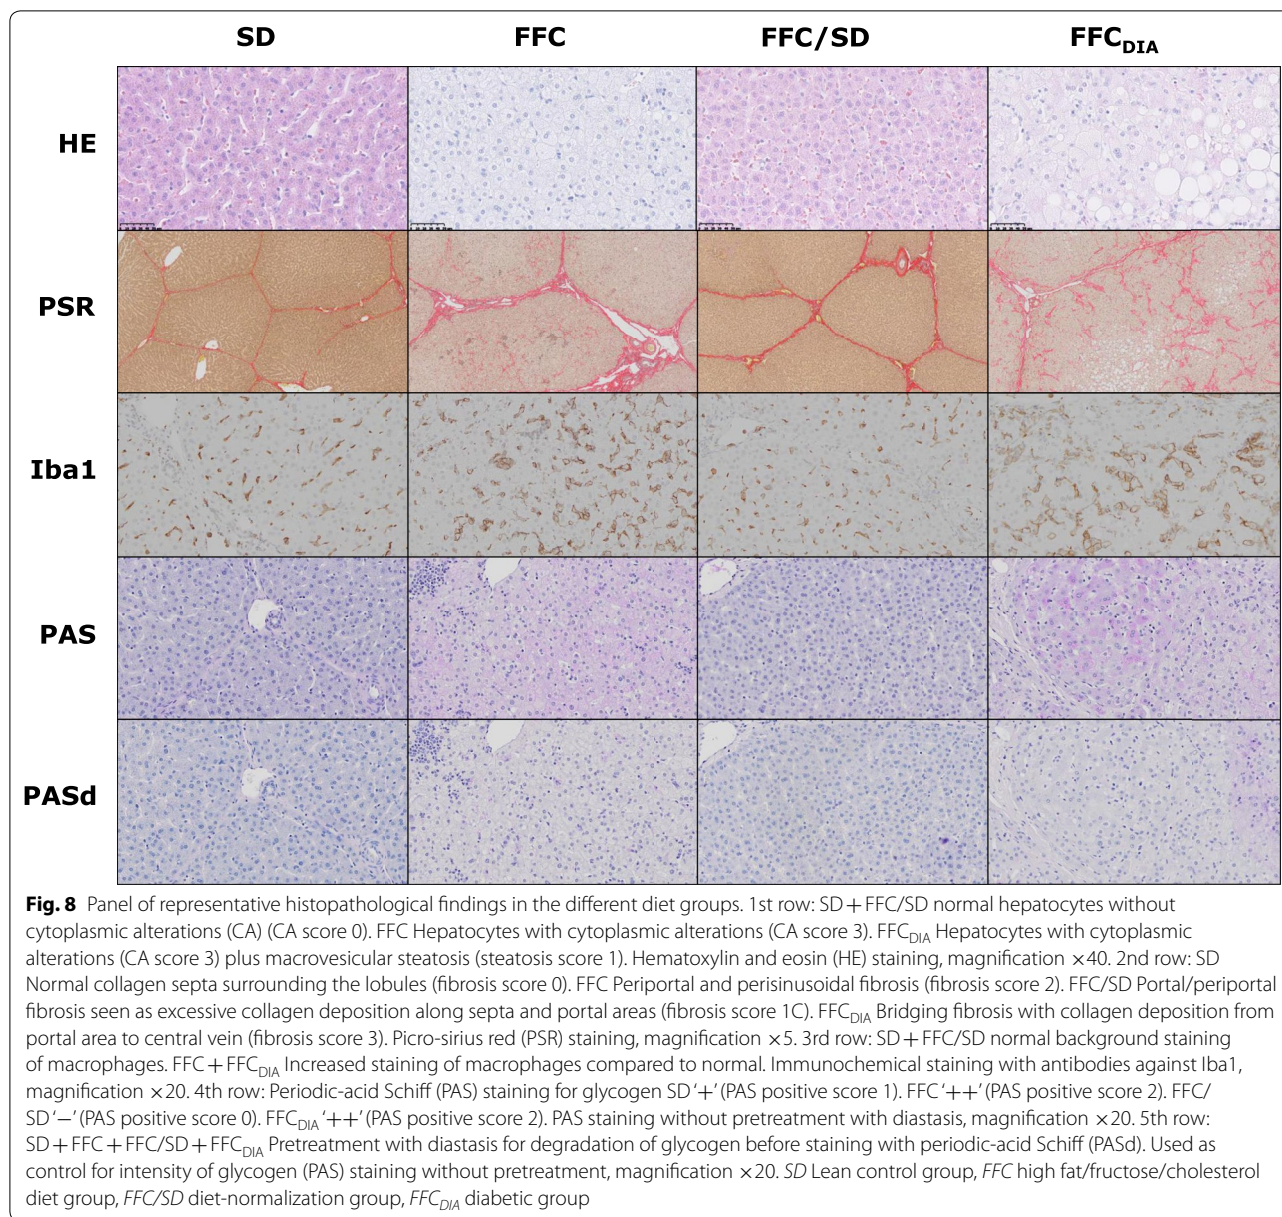 SD FFC FFC/SD FFC_DIA
HE
PSR
Iba1
PAS
PASd
Fig. 8 Panel of representative histopathological findings in the different diet groups. 1st row: SD + FFC/SD normal hepatocytes without
cytoplasmic alterations (CA) (CA score 0). FFC Hepatocytes with cytoplasmic alterations (CA score 3). FFC_DIA Hepatocytes with cytoplasmic
alterations (CA score 3) plus macrovesicular steatosis (steatosis score 1). Hematoxylin and eosin (HE) staining, magnification ×40. 2nd row: SD
Normal collagen septa surrounding the lobules (fibrosis score 0). FFC Periportal and perisinusoidal fibrosis (fibrosis score 2). FFC/SD Portal/periportal
fibrosis seen as excessive collagen deposition along septa and portal areas (fibrosis score 1C). FFC_DIA Bridging fibrosis with collagen deposition from
portal area to central vein (fibrosis score 3). Picro-sirius red (PSR) staining, magnification ×5. 3rd row: SD + FFC/SD normal background staining
of macrophages. FFC + FFC_DIA Increased staining of macrophages compared to normal. Immunochemical staining with antibodies against Iba1,
magnification ×20. 4th row: Periodic-acid Schiff (PAS) staining for glycogen SD ‘+’ (PAS positive score 1). FFC ‘++’ (PAS positive score 2). FFC/
SD ‘−’ (PAS positive score 0). FFC_DIA ‘++’ (PAS positive score 2). PAS staining without pretreatment with diastasis, magnification ×20. 5th row:
SD + FFC + FFC/SD + FFC_DIA Pretreatment with diastasis for degradation of glycogen before staining with periodic-acid Schiff (PASd). Used as
control for intensity of glycogen (PAS) staining without pretreatment, magnification ×20. SD Lean control group, FFC high fat/fructose/cholesterol
diet group, FFC/SD diet-normalization group, FFC_DIA diabetic group